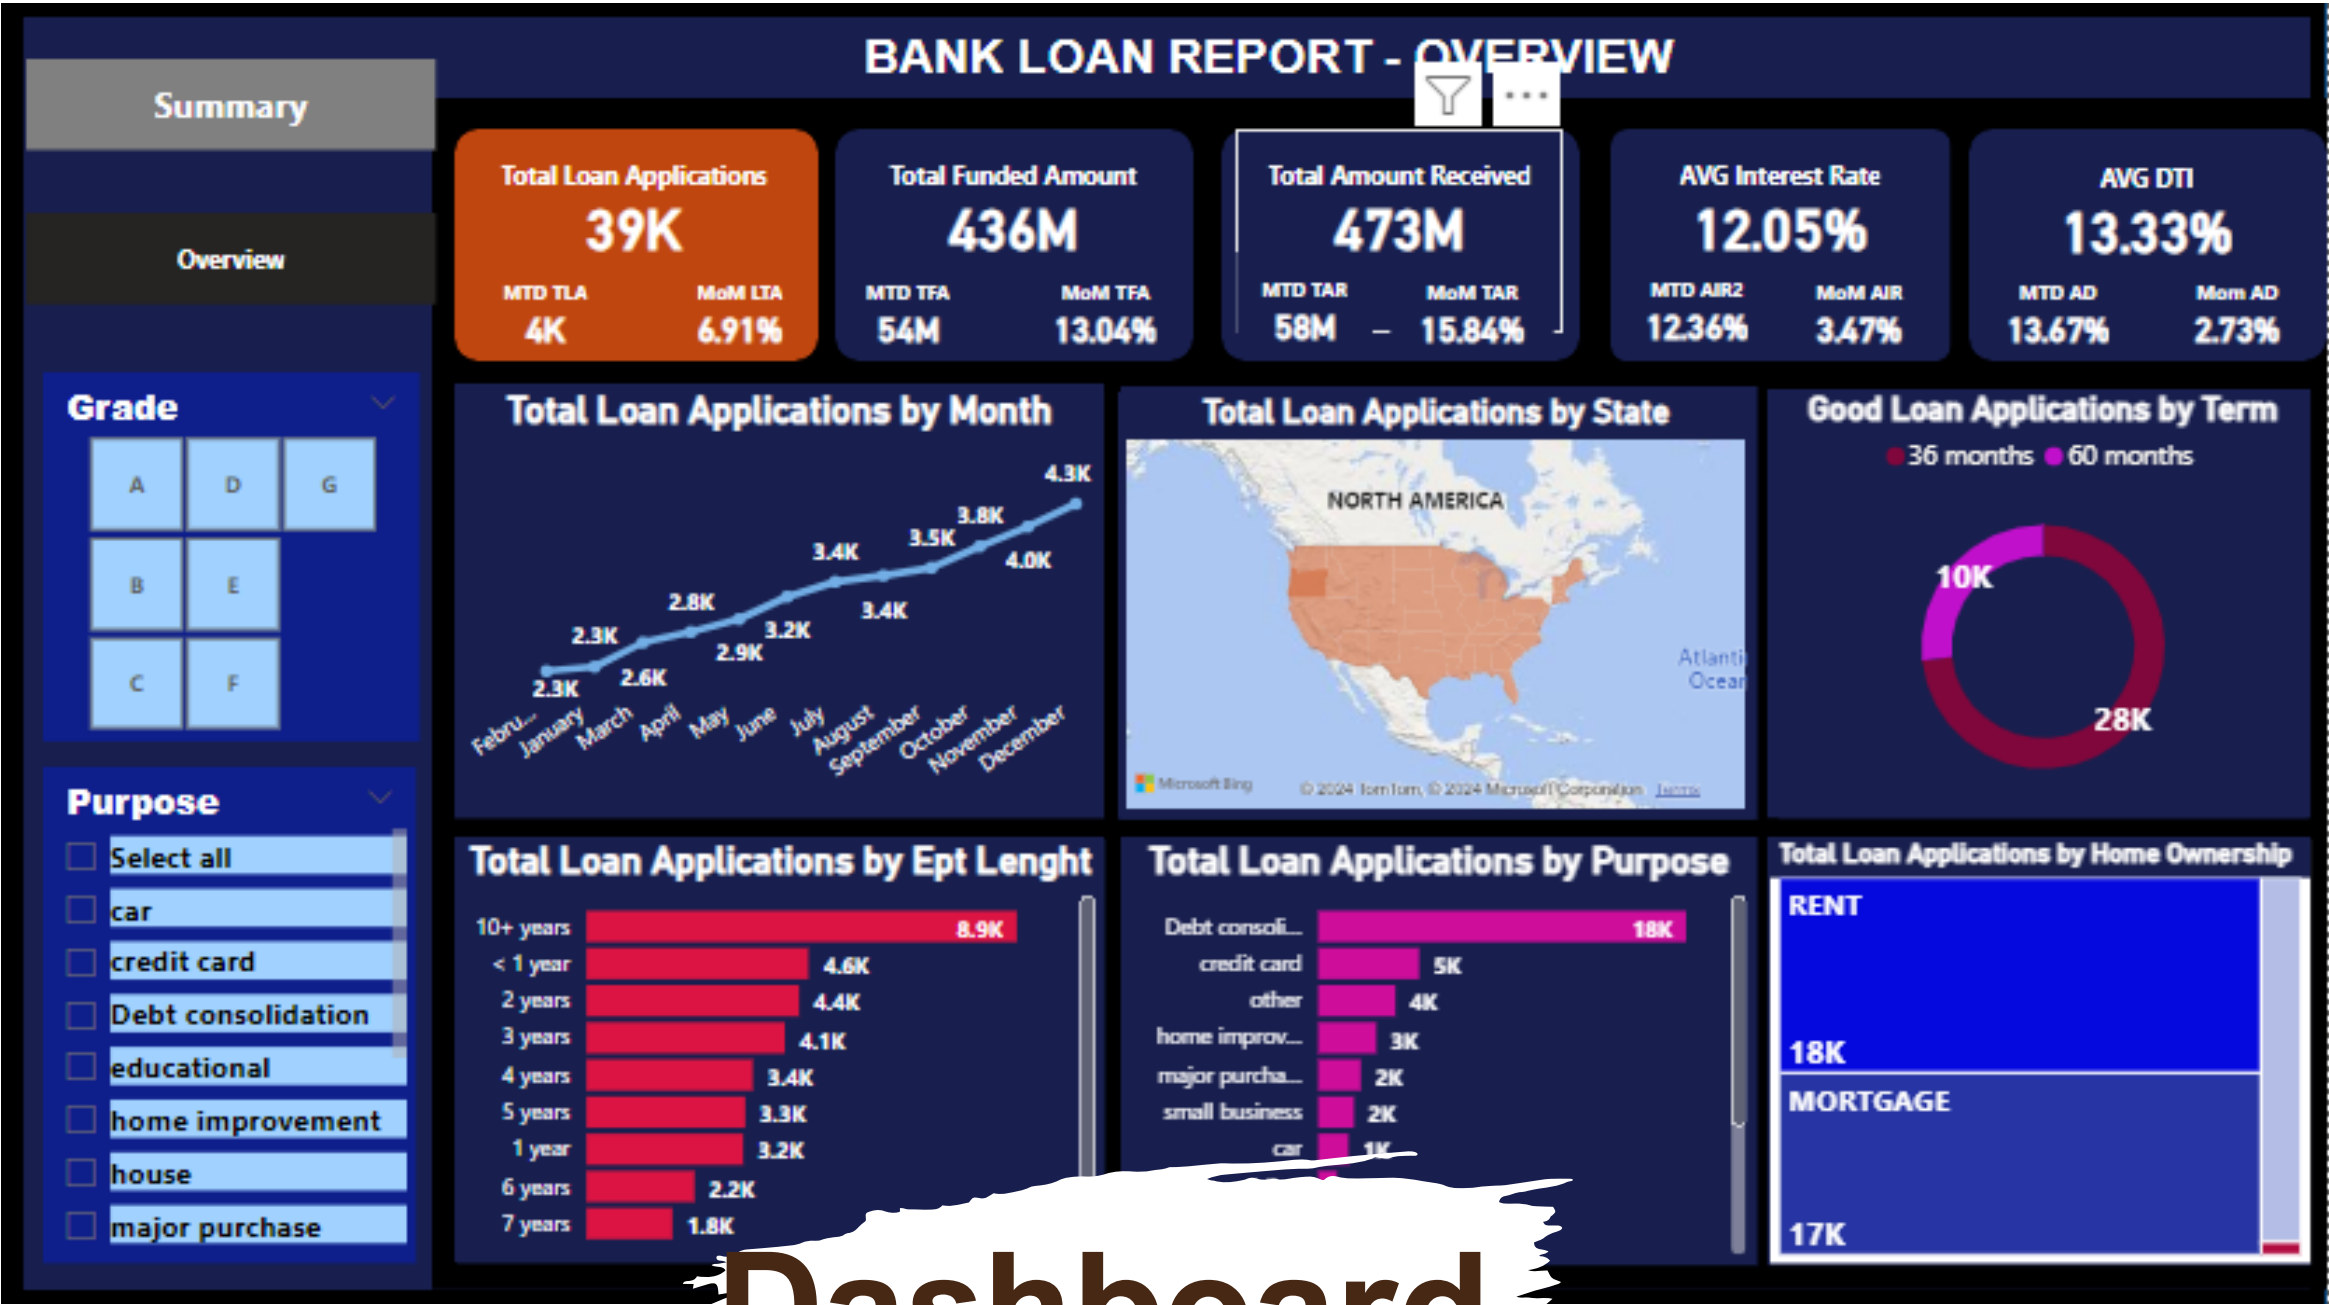 BANK LOAN REPORT - OVERVIEW
Summary
Overview
Total Loan Applications
39K
MTD TLA
MoM LTA
4K
6.91%
Total Funded Amount
436M
MTD TFA
MoM TFA
54M
13.04%
Total Amount Received
473M
MTD TAR
MoM TAR
58M
15.84%
AVG Interest Rate
12.05%
MTD AIR2
MoM AIR
12.36%
3.47%
AVG DTI
13.33%
MTD AD
Mom AD
13.67%
2.73%
Grade
A D G
B E
C F
Purpose
Select all
car
credit card
Debt consolidation
educational
home improvement
house
major purchase
Total Loan Applications by Month
4.3K
3.8K
3.5K
4.0K
3.4K
3.4K
2.8K
3.2K
2.3K
2.9K
2.6K
2.3K
Febru...
January
March
April
May
June
July
August
September
October
November
December
Total Loan Applications by State
NORTH AMERICA
Atlanti
Ocean
Microsoft Bing
© 2024 TomTom, © 2024 Microsoft Corporation Terms
Good Loan Applications by Term
36 months 60 months
10K
28K
Total Loan Applications by Ept Lenght
10+ years 8.9K
< 1 year 4.6K
2 years 4.4K
3 years 4.1K
4 years 3.4K
5 years 3.3K
1 year 3.2K
6 years 2.2K
7 years 1.8K
Total Loan Applications by Purpose
Debt consoli... 18K
credit card 5K
other 4K
home improv... 3K
major purcha... 2K
small business 2K
car 1K
Total Loan Applications by Home Ownership
RENT
18K
MORTGAGE
17K
Dashboard